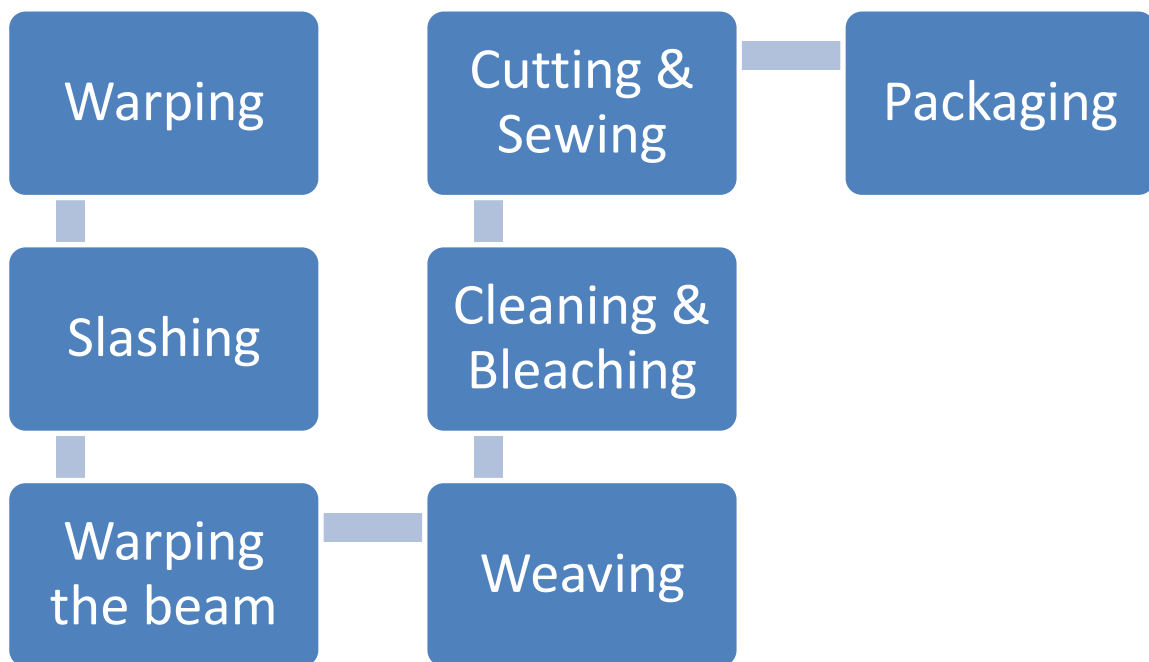 Warping
Slashing
Warping
the beam
Weaving
Cleaning &
Bleaching
Cutting &
Sewing
Packaging